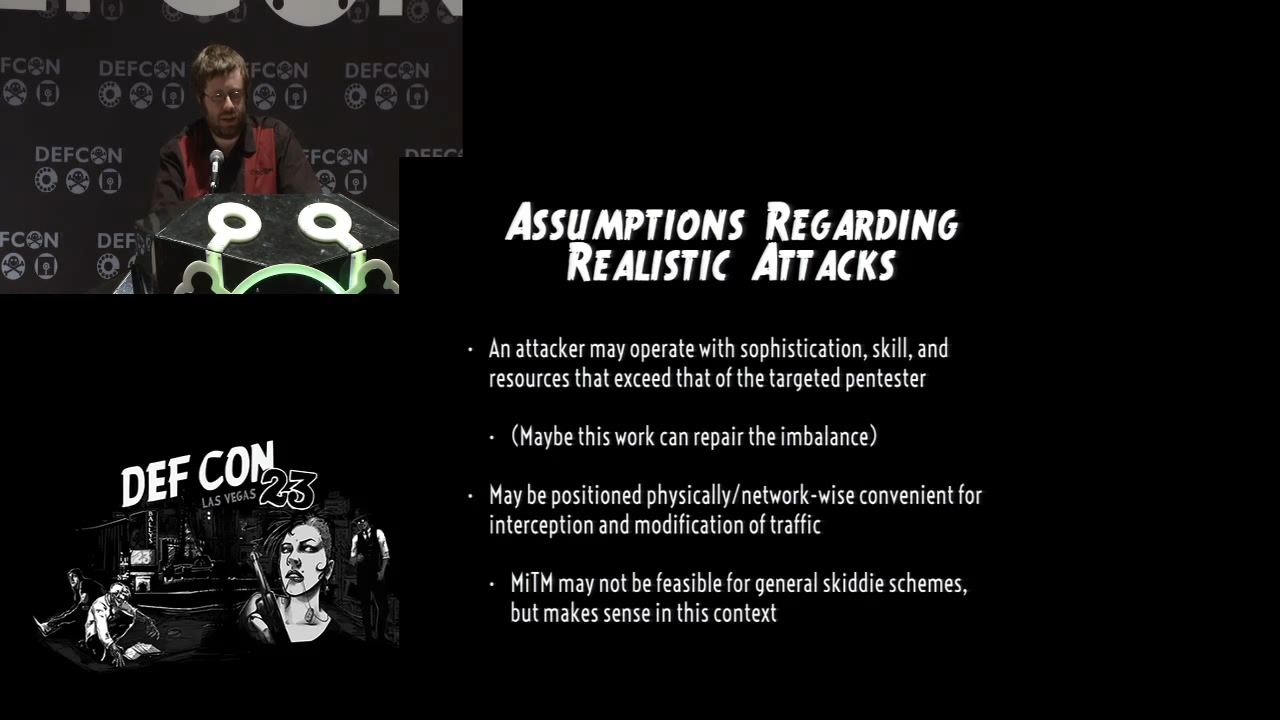 DEFCON
DEFCON
DEFCON
DEFCON
ASSUMPTIONS REGARDING
REALISTIC ATTACKS
• An attacker may operate with sophistication, skill, and
resources that exceed that of the targeted pentester
• (Maybe this work can repair the imbalance)
• May be positioned physically/network-wise convenient for
interception and modification of traffic
• MiTM may not be feasible for general skiddie schemes,
but makes sense in this context
DEF CON
LAS VEGAS 23
BALLYS
23